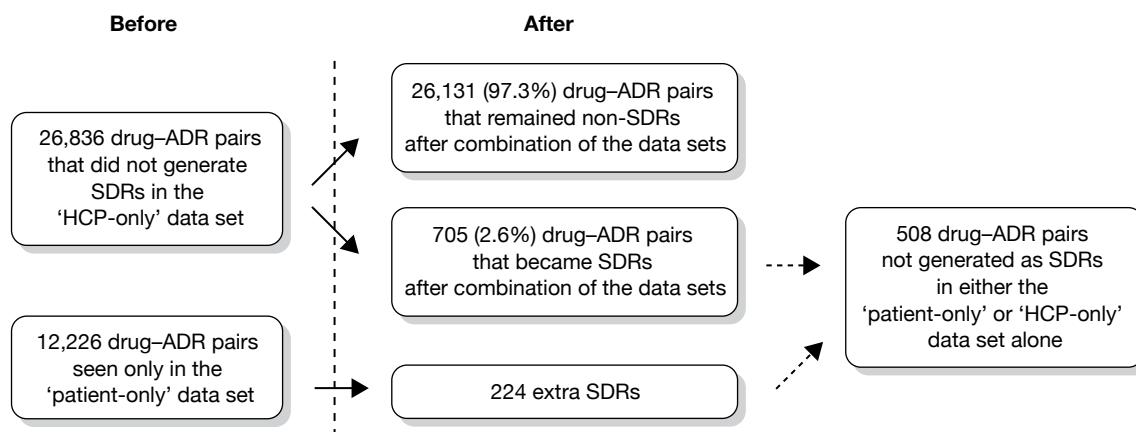 Before
After
26,836 drug–ADR pairs
that did not generate
SDRs in the
‘HCP-only’ data set
12,226 drug–ADR pairs
seen only in the
‘patient-only’ data set
26,131 (97.3%) drug–ADR pairs
that remained non-SDRs
after combination of the data sets
705 (2.6%) drug–ADR pairs
that became SDRs
after combination of the data sets
224 extra SDRs
508 drug–ADR pairs
not generated as SDRs
in either the
‘patient-only’ or ‘HCP-only’
data set alone